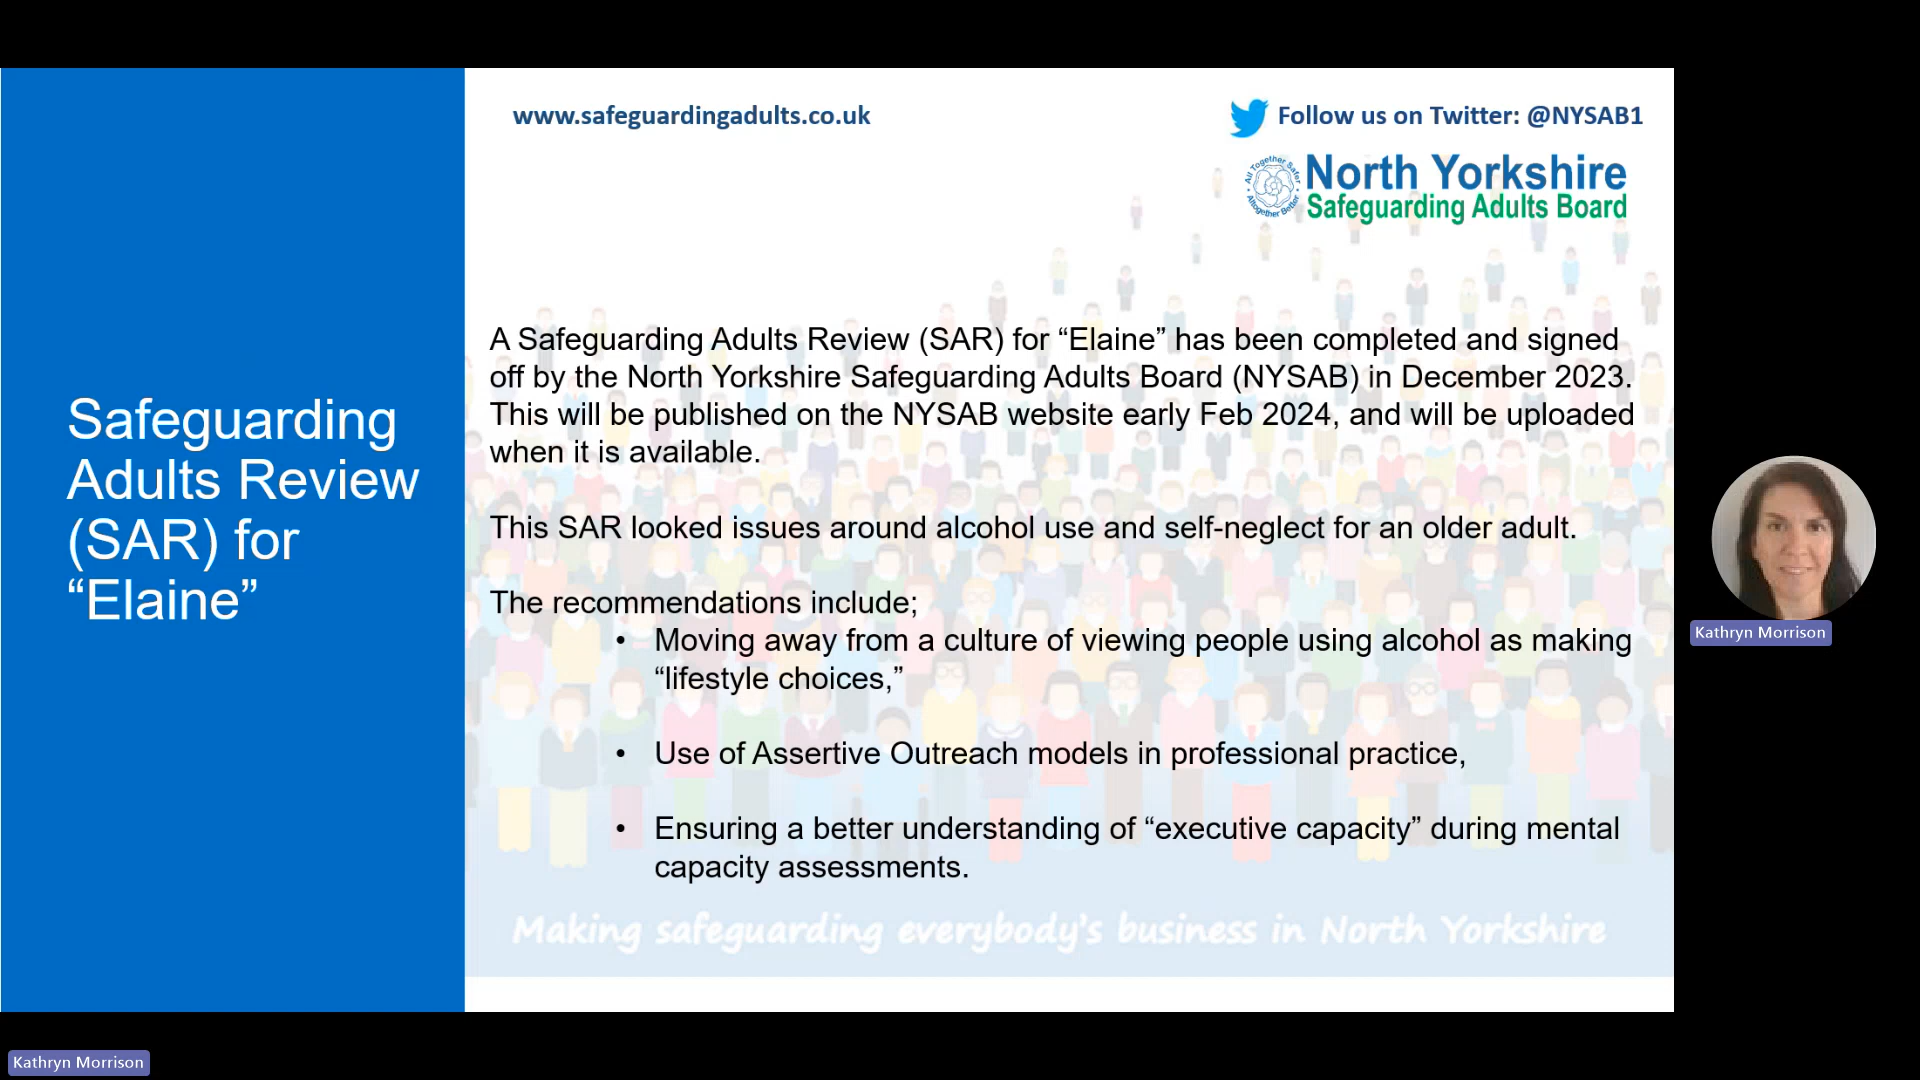 www.safeguardingadults.co.uk
Follow us on Twitter: @NYSAB1
All Together Safer
Altogether Better
North Yorkshire
Safeguarding Adults Board
Safeguarding
Adults Review
(SAR) for
“Elaine”
A Safeguarding Adults Review (SAR) for “Elaine” has been completed and signed
off by the North Yorkshire Safeguarding Adults Board (NYSAB) in December 2023.
This will be published on the NYSAB website early Feb 2024, and will be uploaded
when it is available.
This SAR looked issues around alcohol use and self-neglect for an older adult.
The recommendations include;
• Moving away from a culture of viewing people using alcohol as making
“lifestyle choices,”
• Use of Assertive Outreach models in professional practice,
• Ensuring a better understanding of “executive capacity” during mental
capacity assessments.
Making safeguarding everybody’s business in North Yorkshire
Kathryn Morrison
Kathryn Morrison